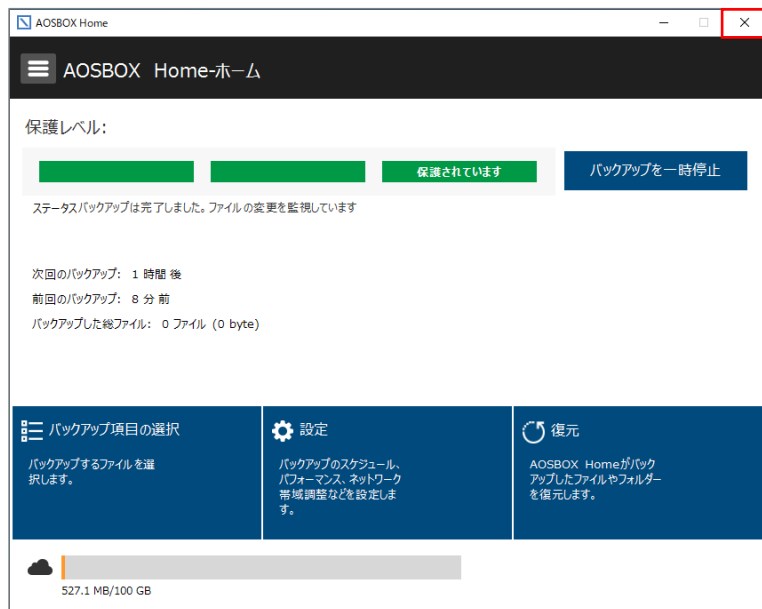 AOSBOX Home
AOSBOX Home-ホーム
保護レベル:
保護されています
バックアップを一時停止
ステータスバックアップは完了しました。ファイルの変更を監視しています
次回のバックアップ: 1 時間 後
前回のバックアップ: 8 分 前
バックアップした総ファイル: 0 ファイル (0 byte)
バックアップ項目の選択
バックアップするファイルを選
択します。
設定
バックアップのスケジュール、
パフォーマンス、ネットワーク
帯域調整などを設定しま
す。
復元
AOSBOX Homeがバック
アップしたファイルやフォルダー
を復元します。
527.1 MB/100 GB